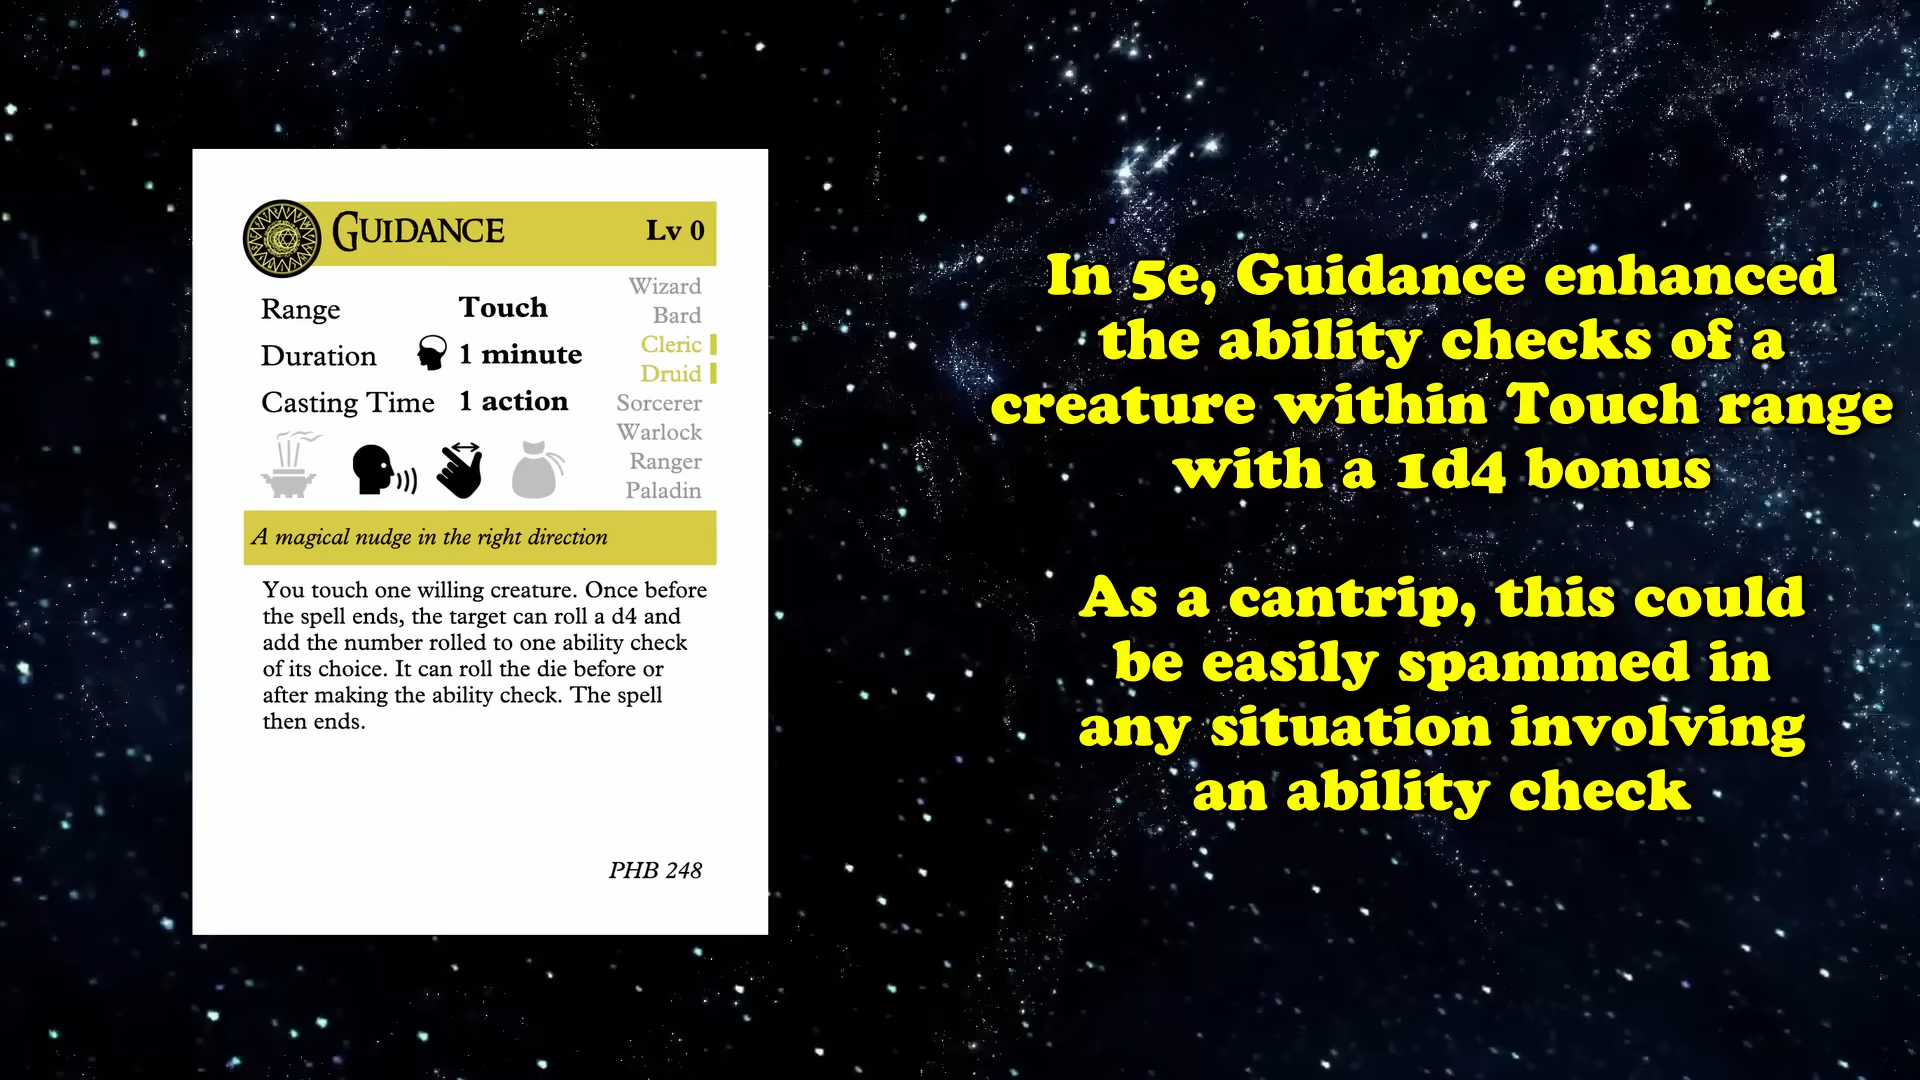 GUIDANCE
Lv 0
Range Touch
Duration 1 minute
Casting Time 1 action
Wizard
Bard
Cleric
Druid
Sorcerer
Warlock
Ranger
Paladin
A magical nudge in the right direction
You touch one willing creature. Once before
the spell ends, the target can roll a d4 and
add the number rolled to one ability check
of its choice. It can roll the die before or
after making the ability check. The spell
then ends.
PHB 248
In 5e, Guidance enhanced
the ability checks of a
creature within Touch range
with a 1d4 bonus
As a cantrip, this could
be easily spammed in
any situation involving
an ability check